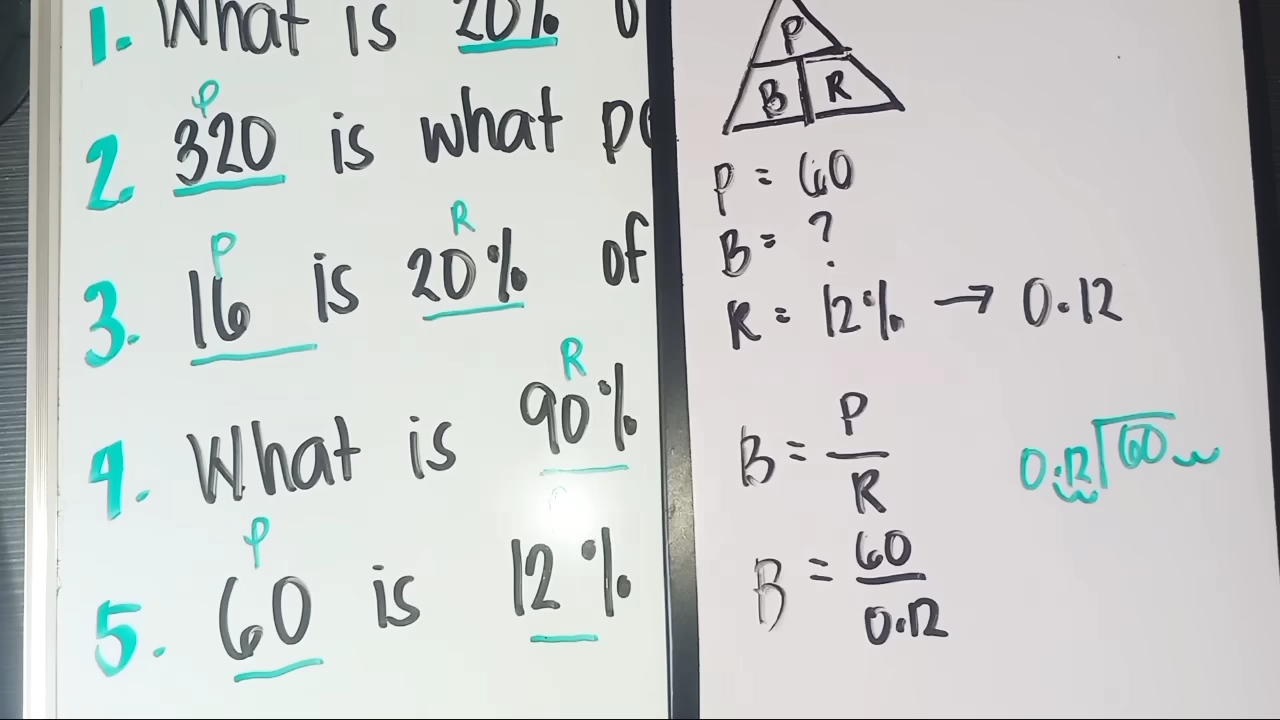 1. What is 20% o
P
2. 320 is what pe
P R
3. 16 is 20% of
R
4. What is 90%
P
5. 60 is 12%
P
B R
P = 60
B = ?
R = 12% → 0.12
B = P/R
0.12⟌60
B = 60/0.12